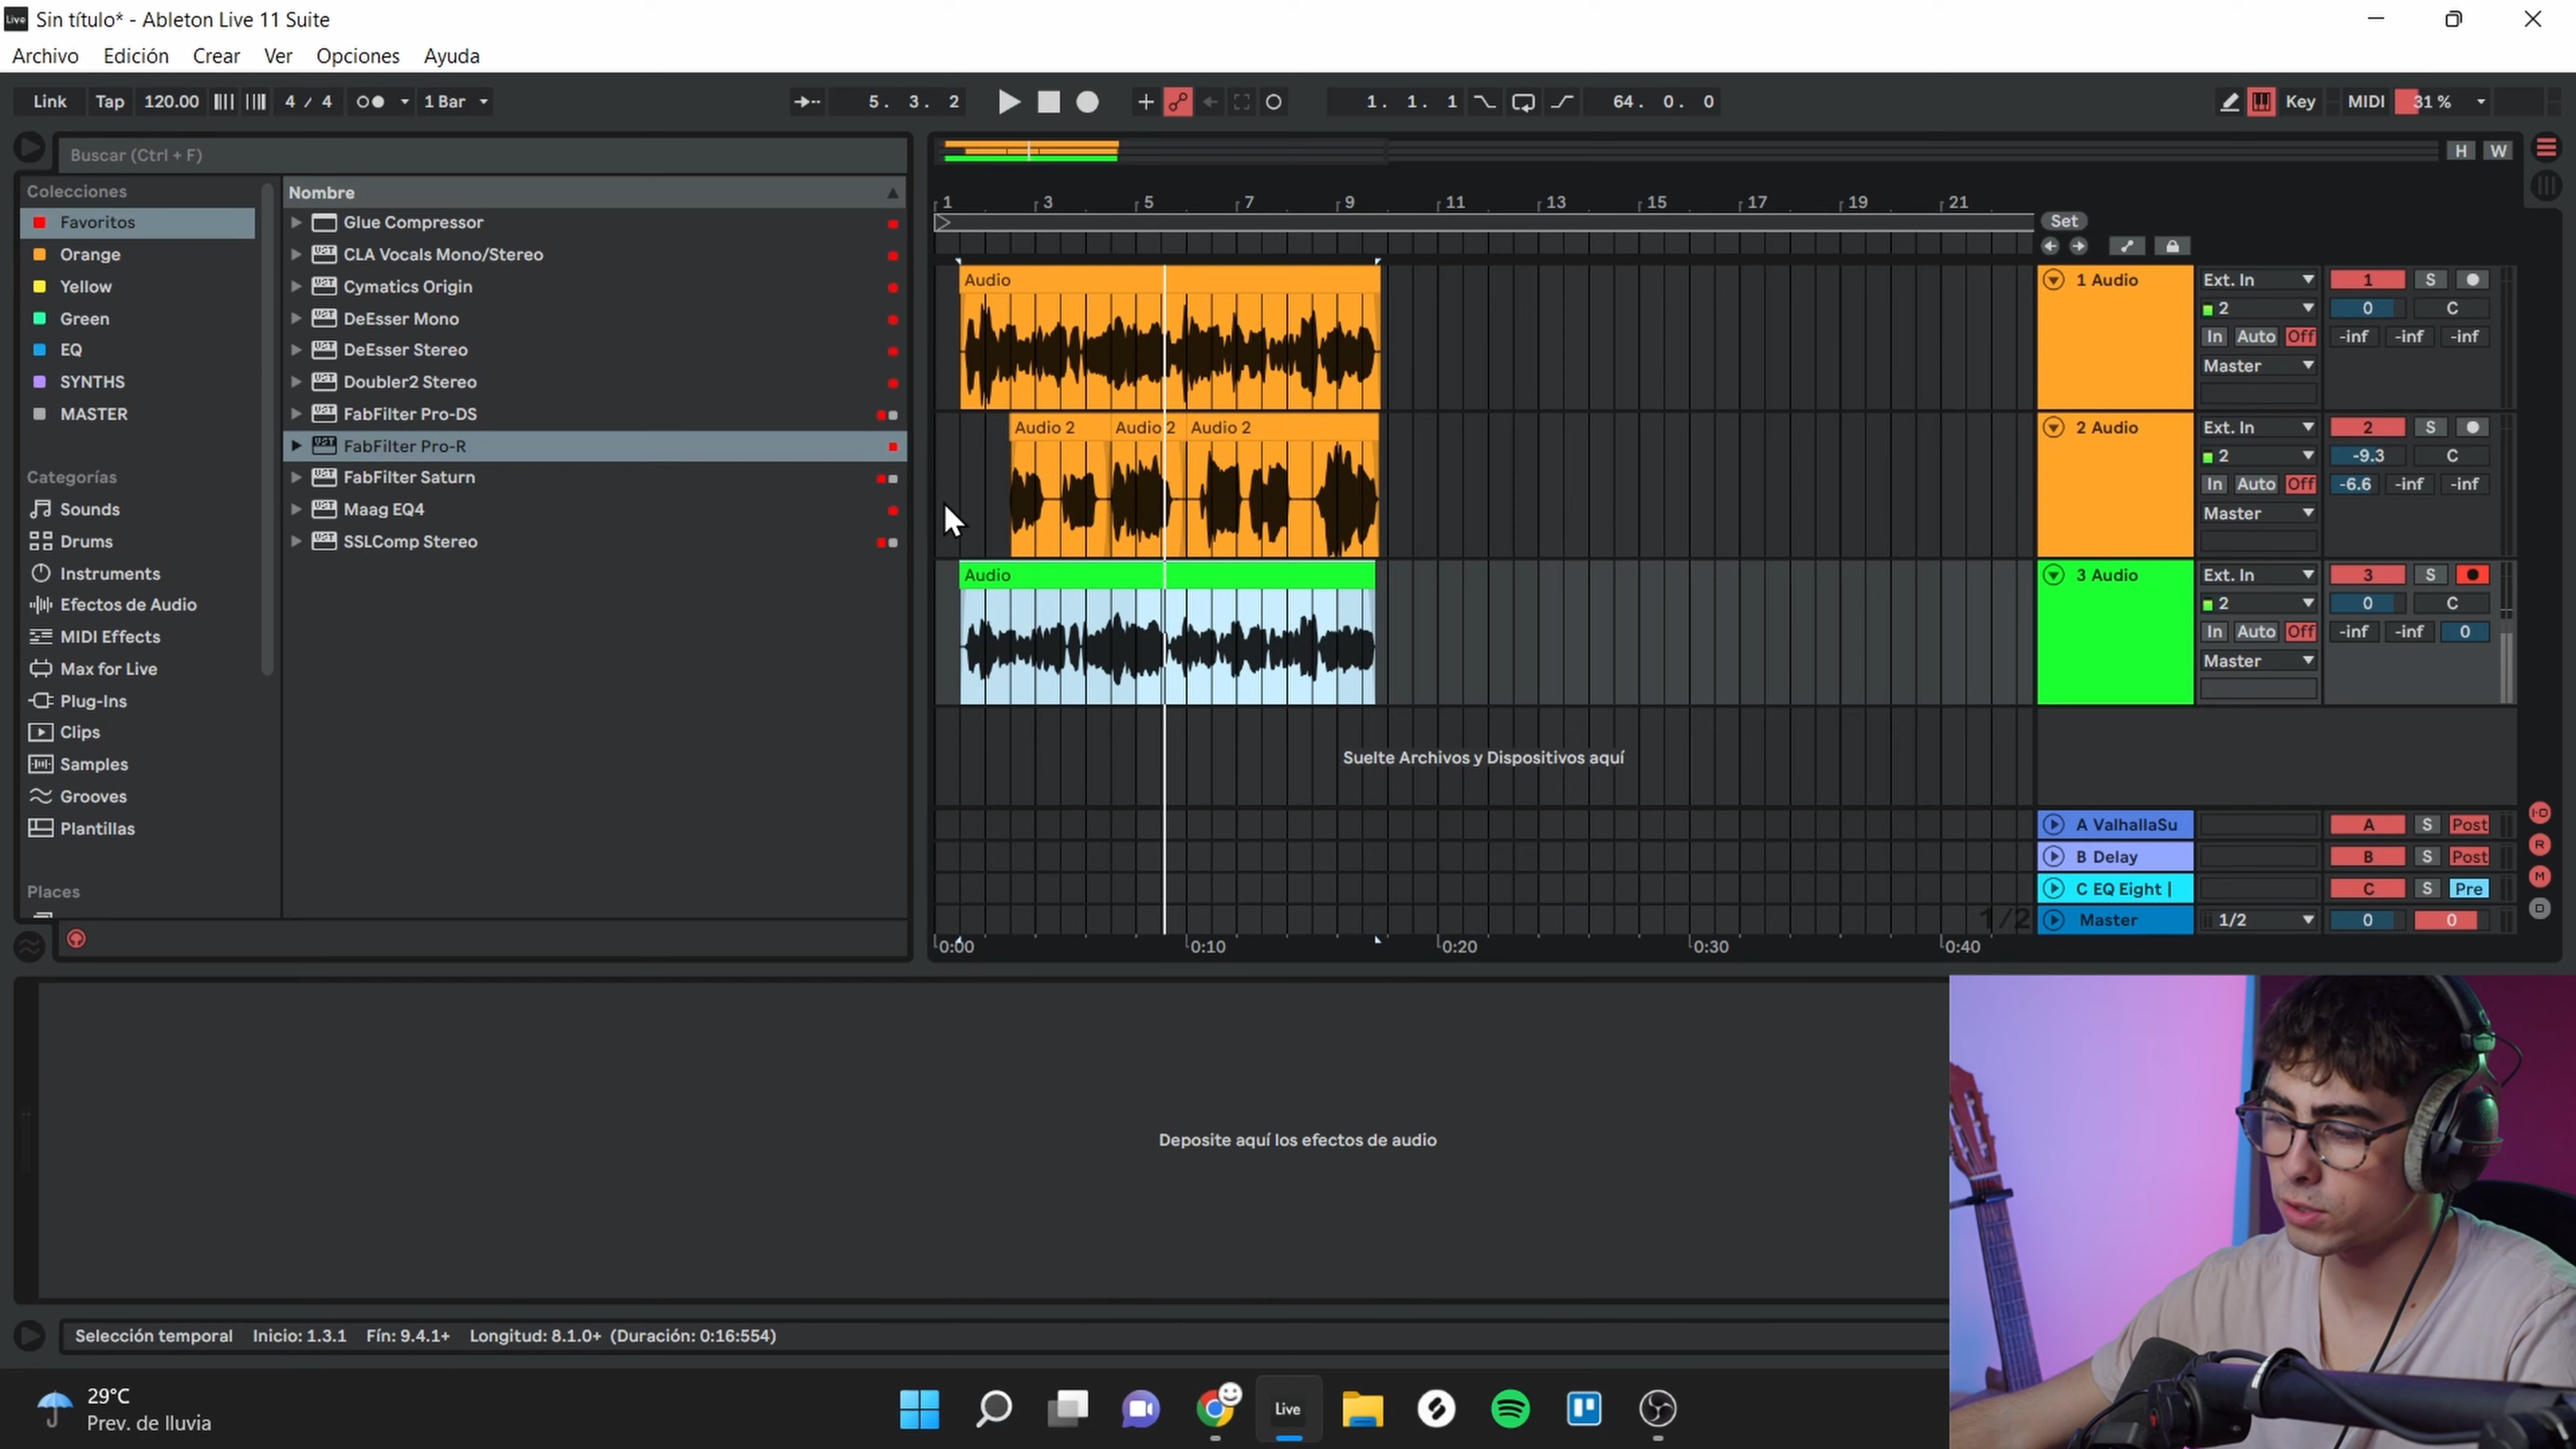 Live Sin título* - Ableton Live 11 Suite
Archivo Edición Crear Ver Opciones Ayuda
Link Tap 120.00 4 / 4 1 Bar 5. 3. 2 1. 1. 1 64. 0. 0 Key MIDI 31 %
Buscar (Ctrl + F)
H W
Colecciones
Favoritos
Orange
Yellow
Green
EQ
SYNTHS
MASTER
Categorías
Sounds
Drums
Instruments
Efectos de Audio
MIDI Effects
Max for Live
Plug-Ins
Clips
Samples
Grooves
Plantillas
Places
Nombre
Glue Compressor
CLA Vocals Mono/Stereo
Cymatics Origin
DeEsser Mono
DeEsser Stereo
Doubler2 Stereo
FabFilter Pro-DS
FabFilter Pro-R
FabFilter Saturn
Maag EQ4
SSLComp Stereo
1 3 5 7 9 11 13 15 17 19 21
Set
Audio
1 Audio Ext. In 1 S
2 0 C
In Auto Off -inf -inf -inf
Master
Audio 2 Audio 2 Audio 2
2 Audio Ext. In 2 S
2 -9.3 C
In Auto Off -6.6 -inf -inf
Master
Audio
3 Audio Ext. In 3 S
2 0 C
In Auto Off -inf -inf 0
Master
Suelte Archivos y Dispositivos aquí
A ValhallaSu A S Post
B Delay B S Post
C EQ Eight | C S Pre
1/2 Master 1/2 0 0
I·O
R
M
D
0:00 0:10 0:20 0:30 0:40
Deposite aquí los efectos de audio
Selección temporal Inicio: 1.3.1 Fín: 9.4.1+ Longitud: 8.1.0+ (Duración: 0:16:554)
29°C
Prev. de lluvia
Live